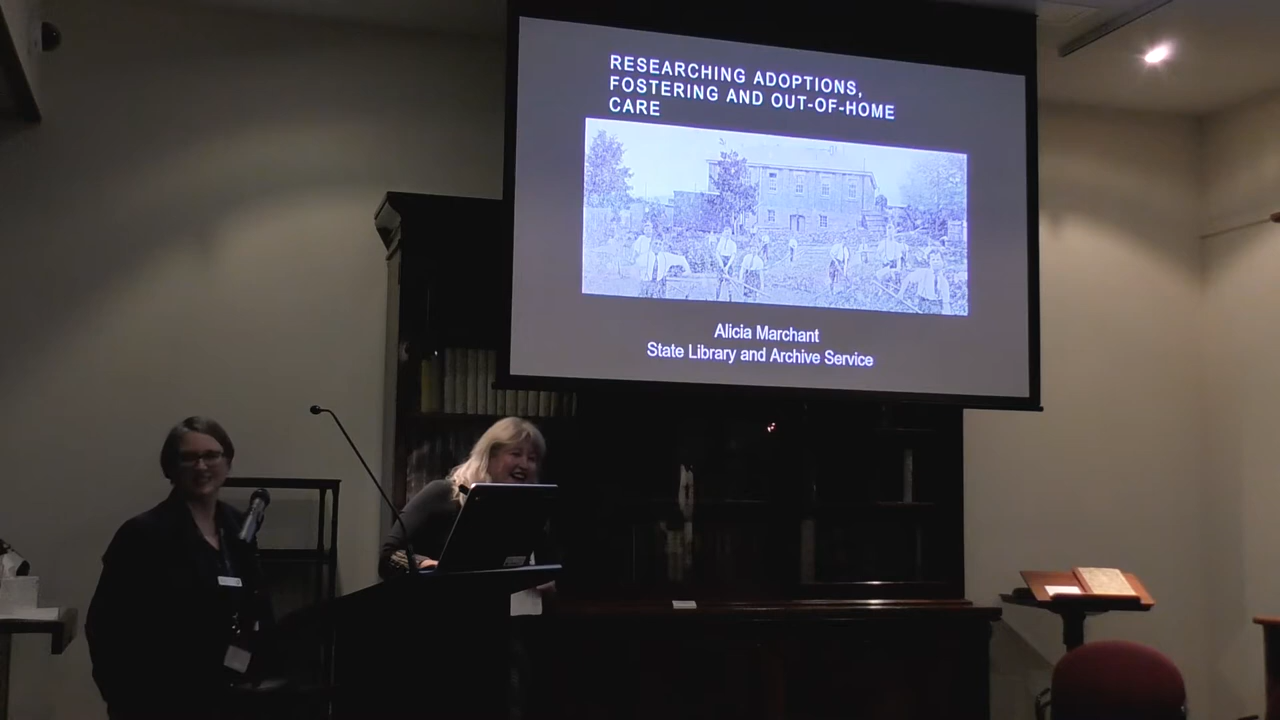 RESEARCHING ADOPTIONS,
FOSTERING AND OUT-OF-HOME
CARE
Alicia Marchant
State Library and Archive Service